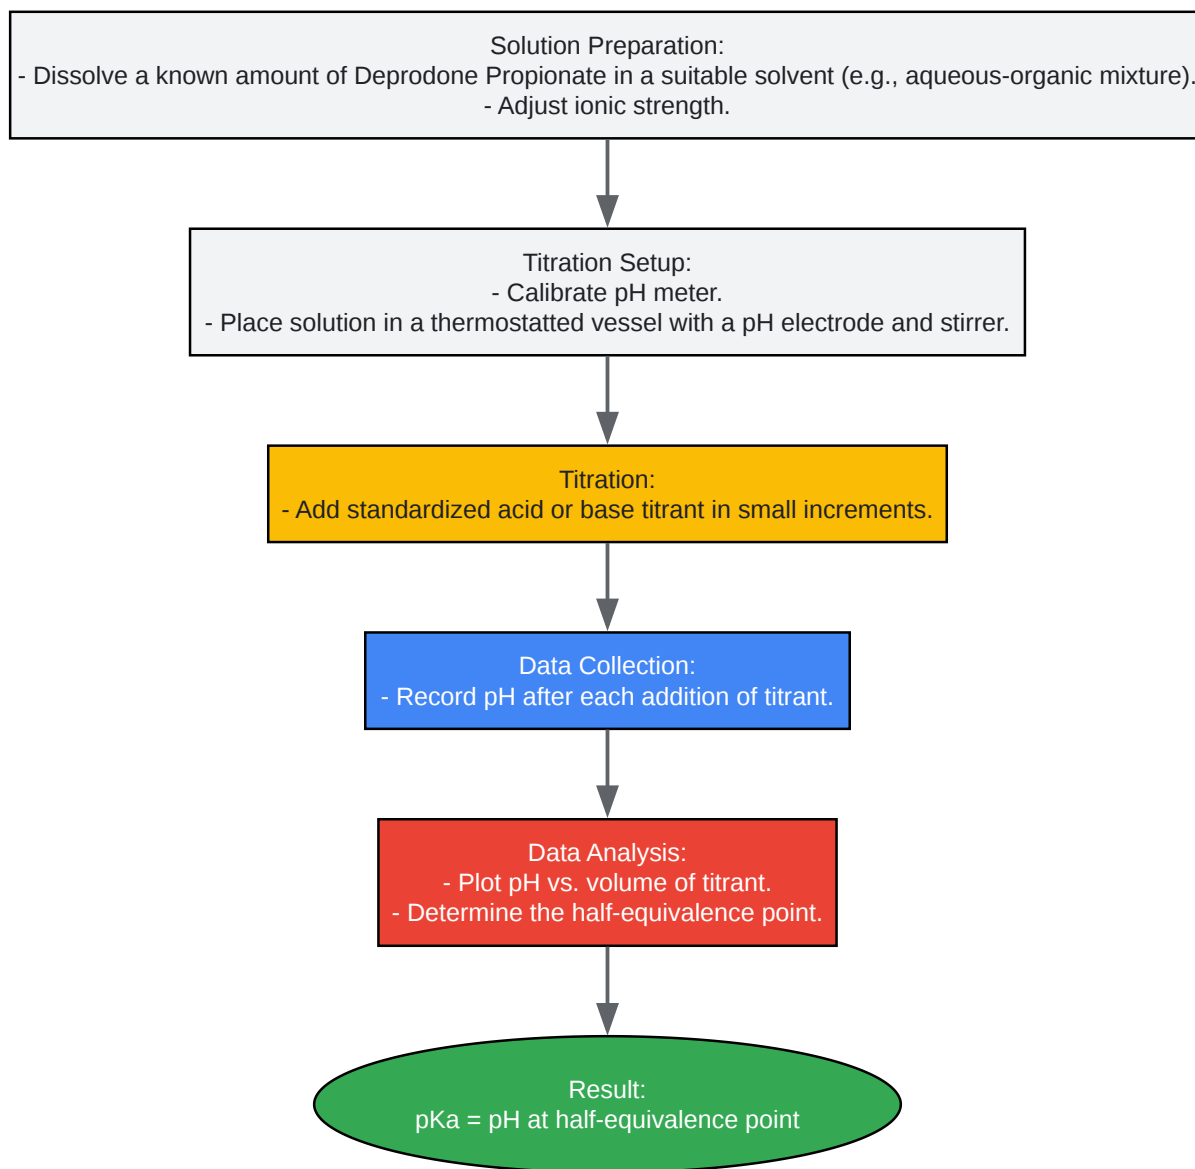 Solution Preparation:
- Dissolve a known amount of Deprodone Propionate in a suitable solvent (e.g., aqueous-organic mixture).
- Adjust ionic strength.
Titration Setup:
- Calibrate pH meter.
- Place solution in a thermostatted vessel with a pH electrode and stirrer.
Titration:
- Add standardized acid or base titrant in small increments.
Data Collection:
- Record pH after each addition of titrant.
Data Analysis:
- Plot pH vs. volume of titrant.
- Determine the half-equivalence point.
Result:
pKa = pH at half-equivalence point